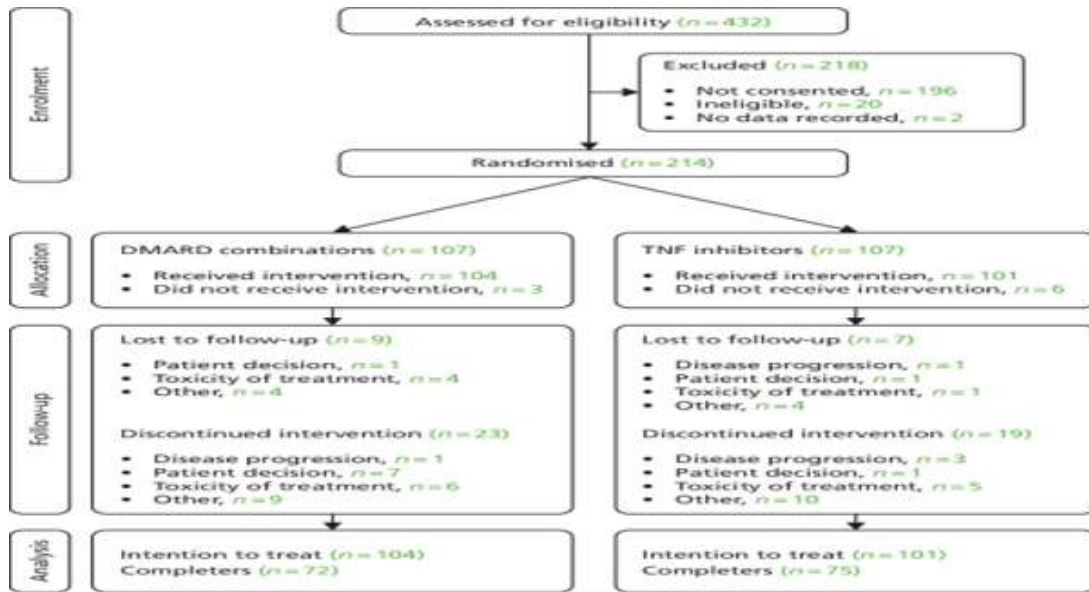 Enrolment
Assessed for eligibility (n=432)
Excluded (n=218)
• Not consented, n=196
• Ineligible, n=20
• No data recorded, n=2
Randomised (n=214)
Allocation
DMARD combinations (n=107)
• Received intervention, n=104
• Did not receive intervention, n=3
TNF inhibitors (n=107)
• Received intervention, n=101
• Did not receive intervention, n=6
Follow-up
Lost to follow-up (n=9)
• Patient decision, n=1
• Toxicity of treatment, n=4
• Other, n=4
Discontinued intervention (n=23)
• Disease progression, n=1
• Patient decision, n=7
• Toxicity of treatment, n=6
• Other, n=9
Lost to follow-up (n=7)
• Disease progression, n=1
• Patient decision, n=1
• Toxicity of treatment, n=1
• Other, n=4
Discontinued intervention (n=19)
• Disease progression, n=3
• Patient decision, n=1
• Toxicity of treatment, n=5
• Other, n=10
Analysis
Intention to treat (n=104)
Completers (n=72)
Intention to treat (n=101)
Completers (n=75)